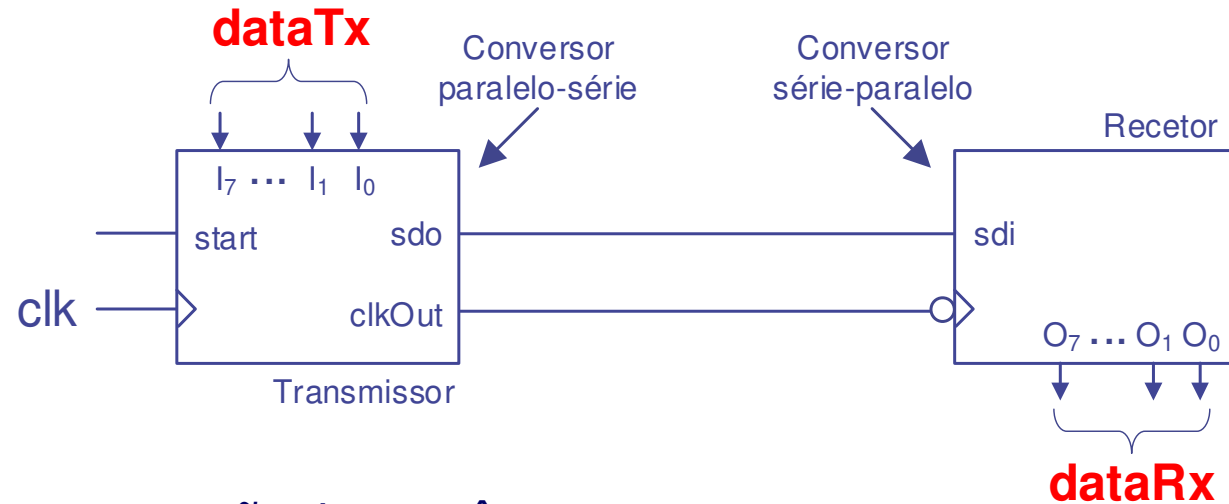 dataTx
Conversor
paralelo-série
Conversor
série-paralelo
Recetor
I₇ ... I₁ I₀
start
sdo
sdi
clk
clkOut
O₇ ... O₁ O₀
Transmissor
dataRx